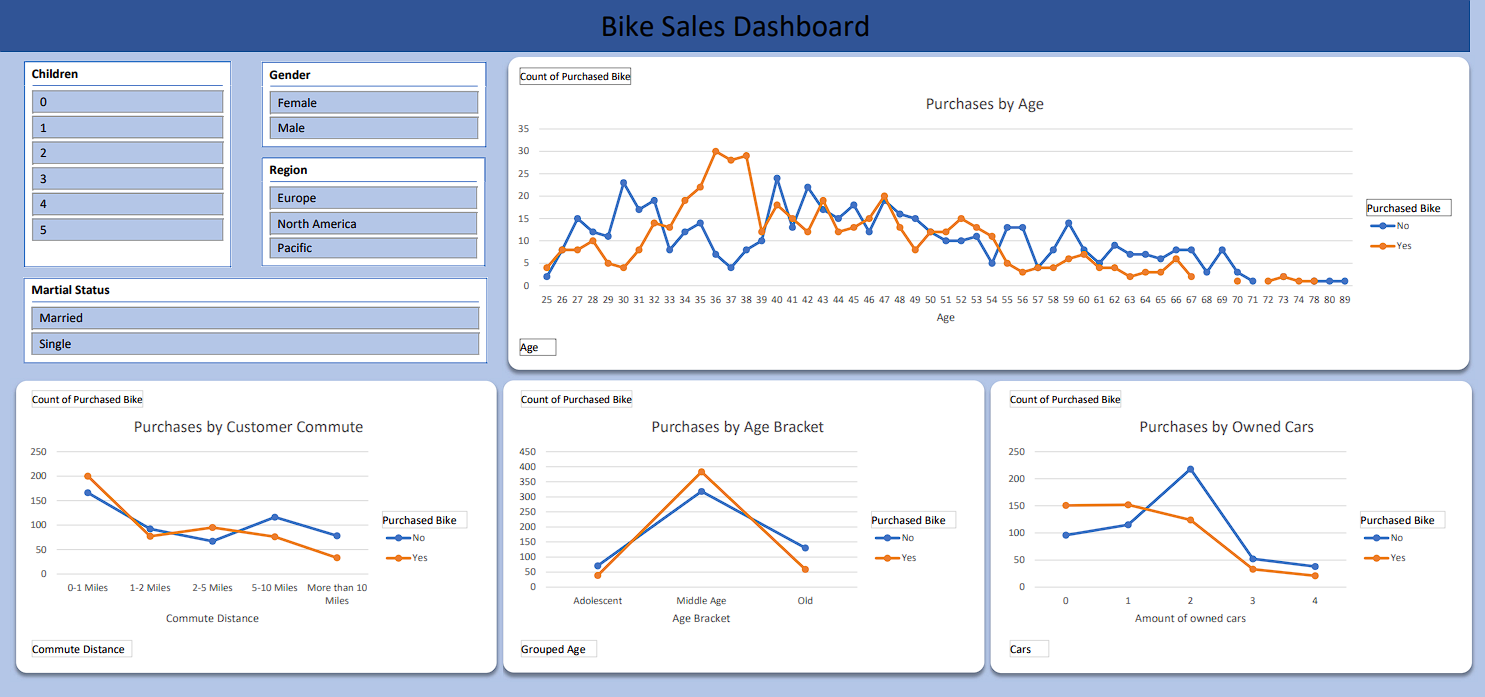 Bike Sales Dashboard
Children
0
1
2
3
4
5
Gender
Female
Male
Region
Europe
North America
Pacific
Martial Status
Married
Single
Count of Purchased Bike
Purchases by Age
35
30
25
20
15
10
5
0
25 26 27 28 29 30 31 32 33 34 35 36 37 38 39 40 41 42 43 44 45 46 47 48 49 50 51 52 53 54 55 56 57 58 59 60 61 62 63 64 65 66 67 68 69 70 71 72 73 74 78 80 89
Age
Purchased Bike
No
Yes
Age
Count of Purchased Bike
Purchases by Customer Commute
250
200
150
100
50
0
0-1 Miles 1-2 Miles 2-5 Miles 5-10 Miles More than 10
Miles
Commute Distance
Purchased Bike
No
Yes
Commute Distance
Count of Purchased Bike
Purchases by Age Bracket
450
400
350
300
250
200
150
100
50
0
Adolescent Middle Age Old
Age Bracket
Purchased Bike
No
Yes
Grouped Age
Count of Purchased Bike
Purchases by Owned Cars
250
200
150
100
50
0
0 1 2 3 4
Amount of owned cars
Purchased Bike
No
Yes
Cars